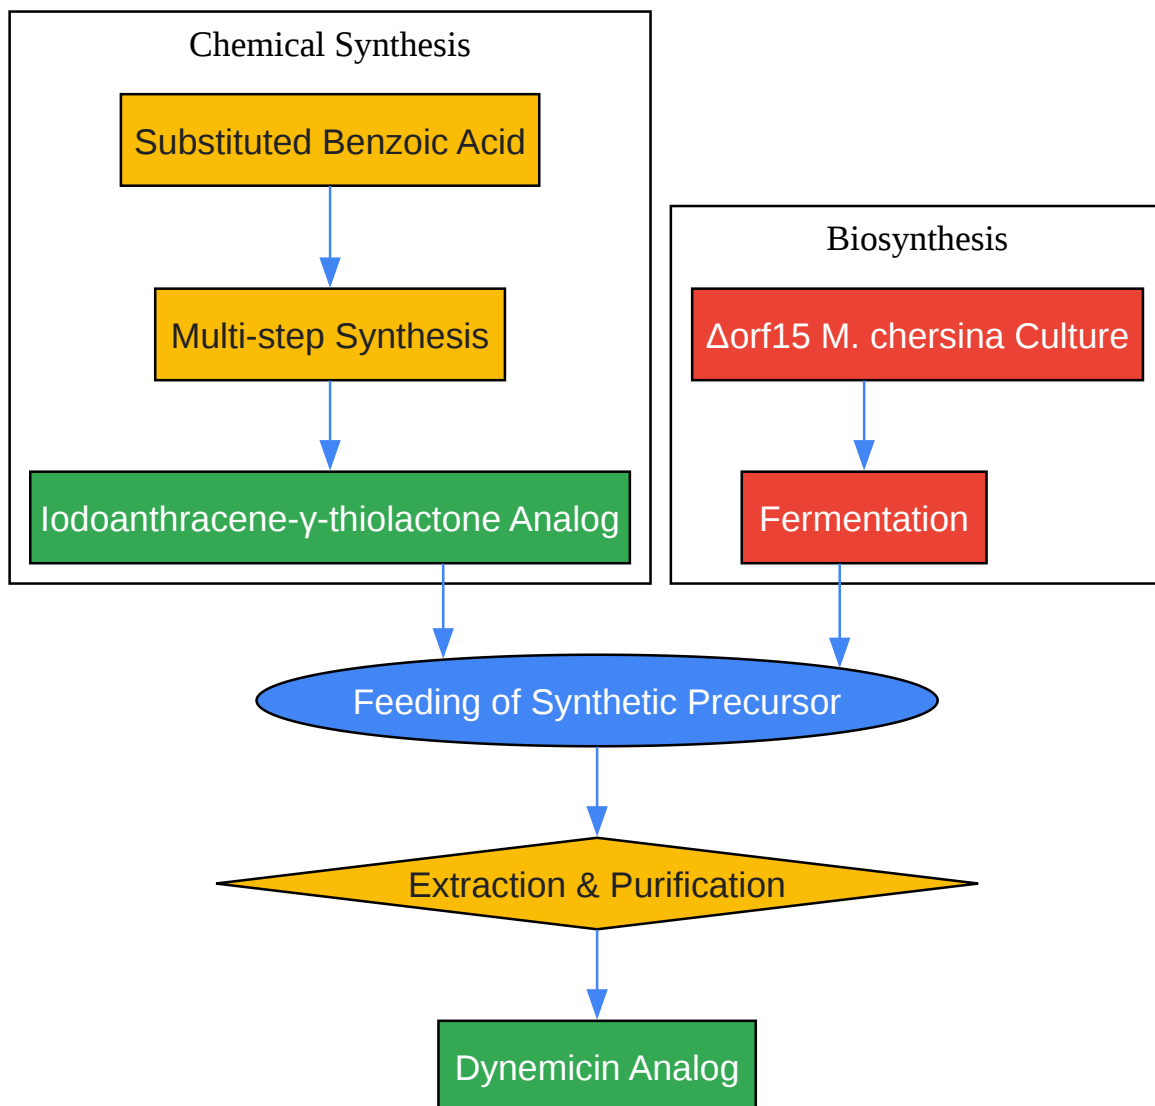 Chemical Synthesis
Substituted Benzoic Acid
Multi-step Synthesis
Iodoanthracene-γ-thiolactone Analog
Biosynthesis
Δorf15 M. chersina Culture
Fermentation
Feeding of Synthetic Precursor
Extraction & Purification
Dynemicin Analog